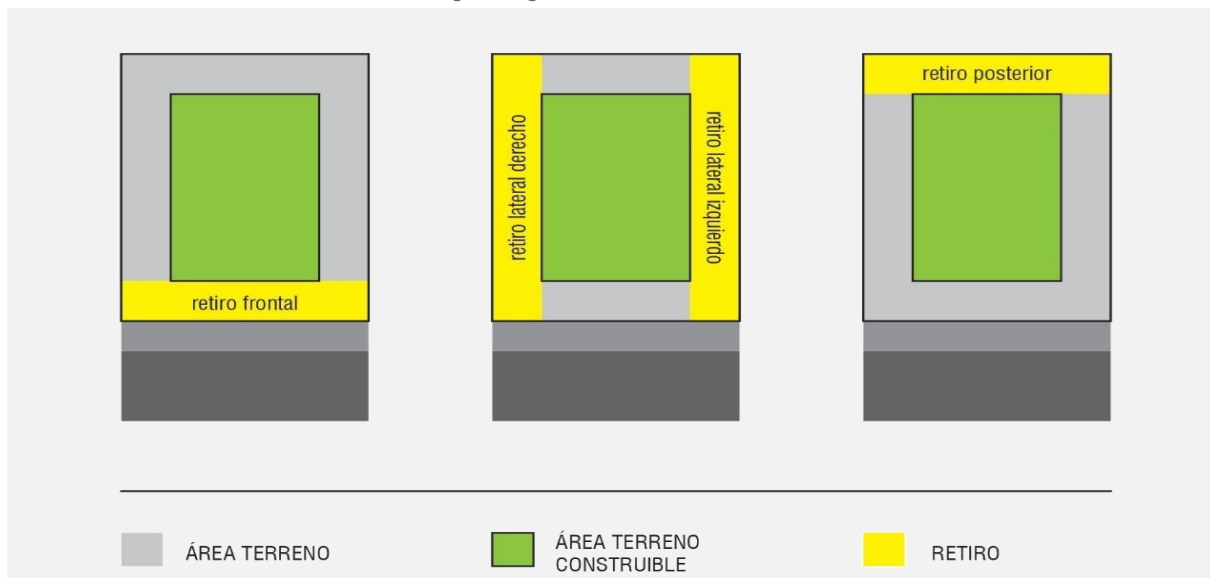 retiro frontal
retiro lateral derecho
retiro lateral izquierdo
retiro posterior
ÁREA TERRENO
ÁREA TERRENO
CONSTRUIBLE
RETIRO